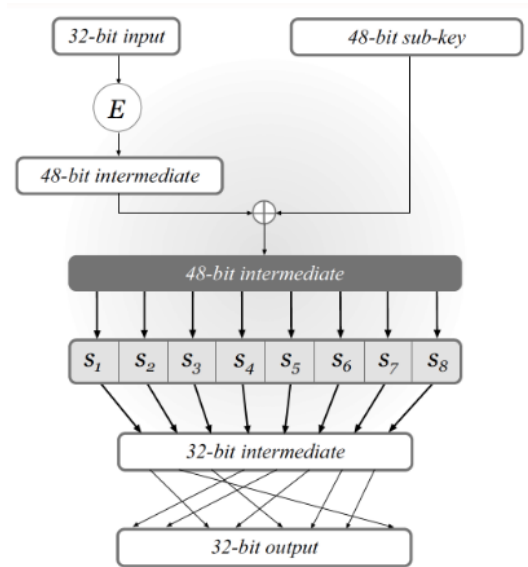 32-bit input
48-bit sub-key
E
48-bit intermediate
48-bit intermediate
S1 S2 S3 S4 S5 S6 S7 S8
32-bit intermediate
32-bit output